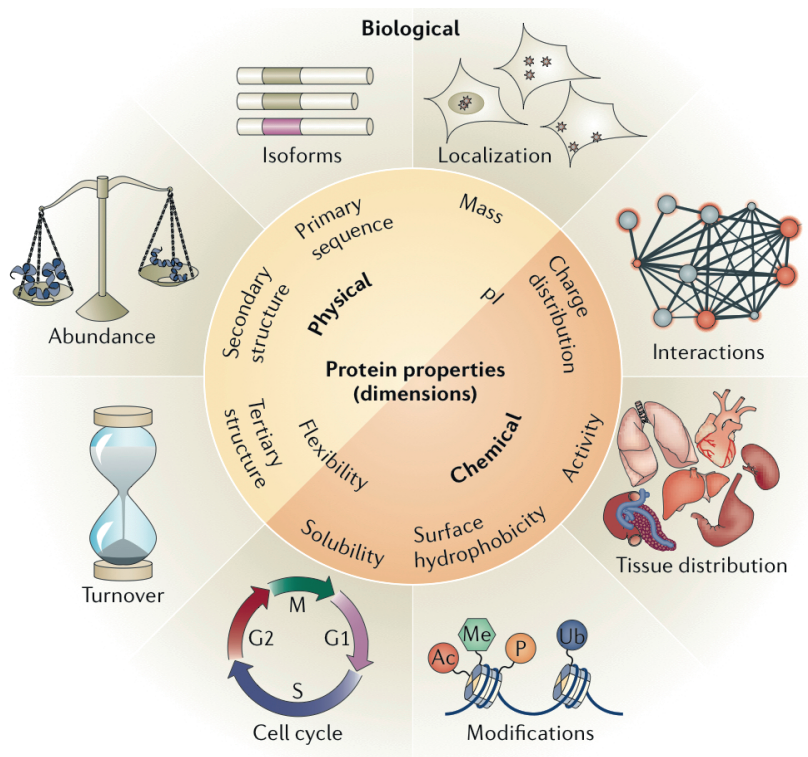 Biological
Isoforms
Localization
Abundance
Interactions
Turnover
Tissue distribution
M
G2
G1
S
Cell cycle
Me
Ac
P
Ub
Modifications
Primary
sequence
Mass
Secondary
structure
Physical
pI
Charge
distribution
Protein properties
(dimensions)
Tertiary
structure
Flexibility
Chemical
Activity
Solubility
Surface
hydrophobicity